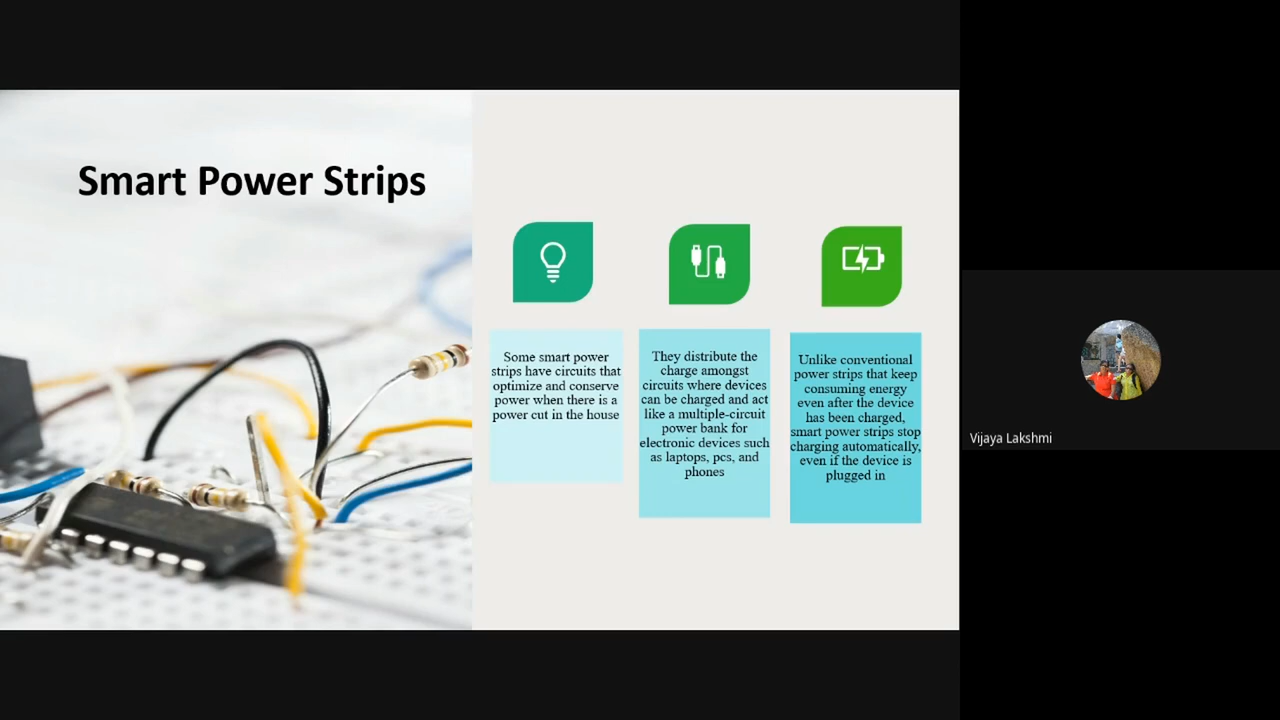 Smart Power Strips
Some smart power
strips have circuits that
optimize and conserve
power when there is a
power cut in the house
They distribute the
charge amongst
circuits where devices
can be charged and act
like a multiple-circuit
power bank for
electronic devices such
as laptops, pcs, and
phones
Unlike conventional
power strips that keep
consuming energy
even after the device
has been charged,
smart power strips stop
charging automatically,
even if the device is
plugged in
Vijaya Lakshmi